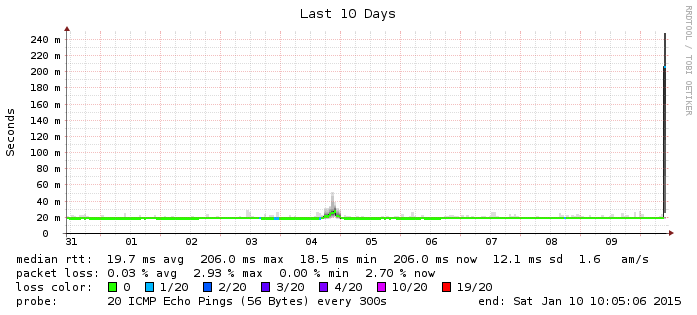 Last 10 Days
RRDTOOL / TOBI OETIKER
Seconds
240 m
220 m
200 m
180 m
160 m
140 m
120 m
100 m
80 m
60 m
40 m
20 m
0
31 01 02 03 04 05 06 07 08 09
median rtt: 19.7 ms avg 206.0 ms max 18.5 ms min 206.0 ms now 12.1 ms sd 1.6 am/s
packet loss: 0.03 % avg 2.93 % max 0.00 % min 2.70 % now
loss color: 0 1/20 2/20 3/20 4/20 10/20 19/20
probe: 20 ICMP Echo Pings (56 Bytes) every 300s end: Sat Jan 10 10:05:06 2015